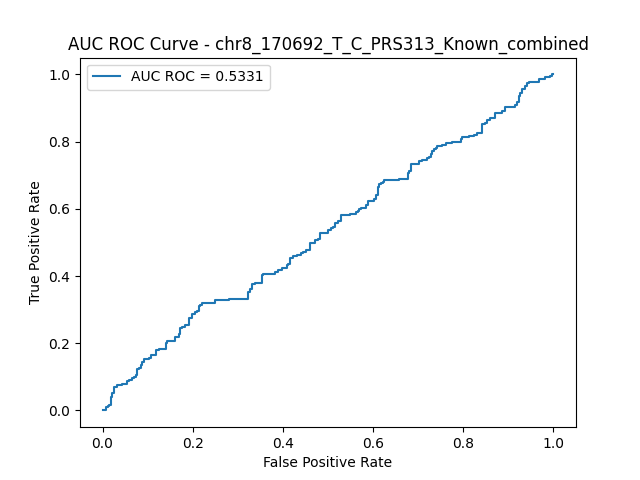 AUC ROC Curve - chr8_170692_T_C_PRS313_Known_combined
AUC ROC = 0.5331
1.0
0.8
0.6
0.4
0.2
0.0
True Positive Rate
0.0 0.2 0.4 0.6 0.8 1.0
False Positive Rate